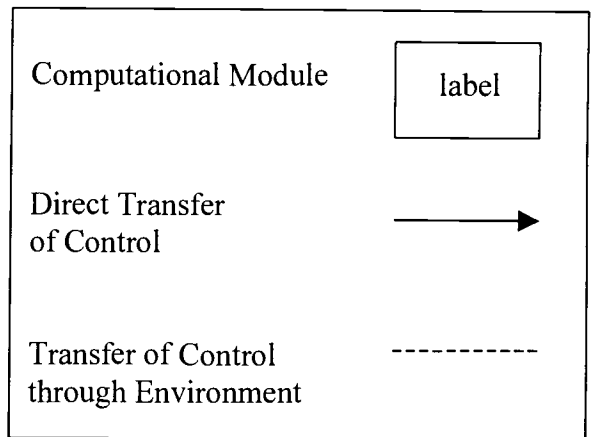 Computational Module
label
Direct Transfer
of Control
Transfer of Control
through Environment